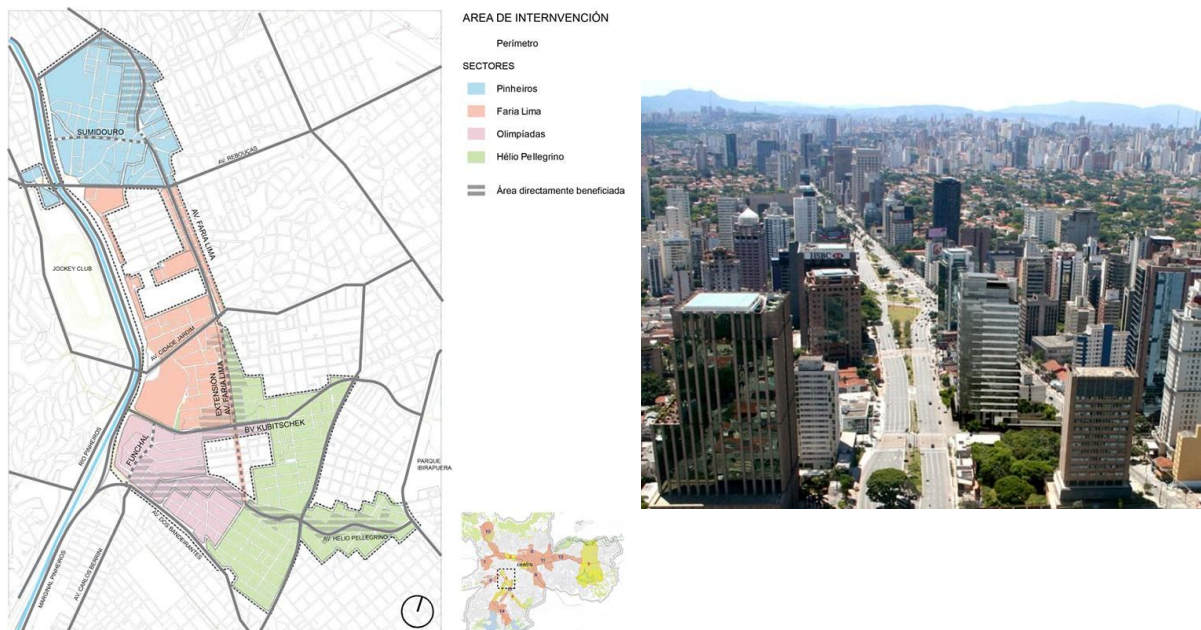 AREA DE INTERNVENCIÓN
Perímetro
SECTORES
Pinheiros
Faria Lima
Olimpíadas
Hélio Pellegrino
Área directamente beneficiada
SUMIDOURO
AV. REBOUÇAS
AV. FARIA LIMA
JOCKEY CLUB
AV. CIDADE JARDIM
EXTENSIÓN
AV. FARIA LIMA
BV KUBITSCHEK
FUNCHAL
RIO PINHEIROS
PARQUE
IBIRAPUERA
AV. DOS BANDEIRANTES
AV. HELIO PELLEGRINO
MARGINAL PINHEIROS
AV. CARLOS BERRINI
centro
HSBC